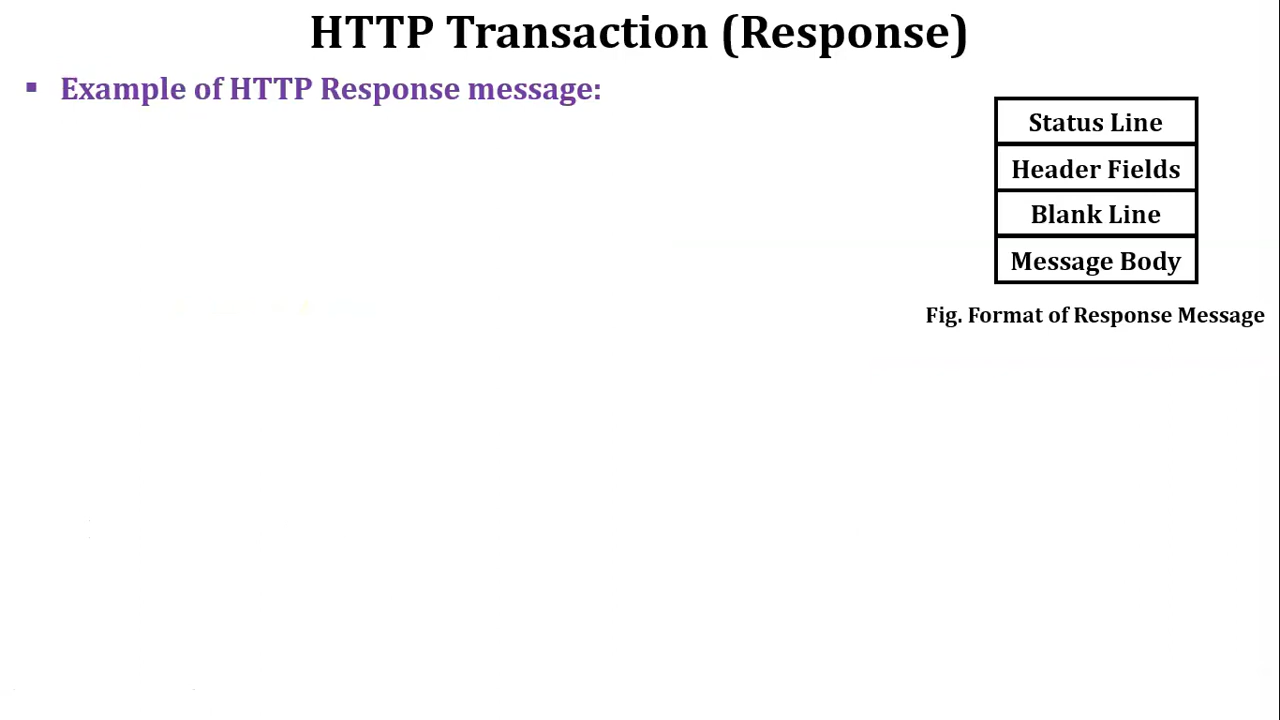 HTTP Transaction (Response)
▪ Example of HTTP Response message:
Status Line
Header Fields
Blank Line
Message Body
Fig. Format of Response Message